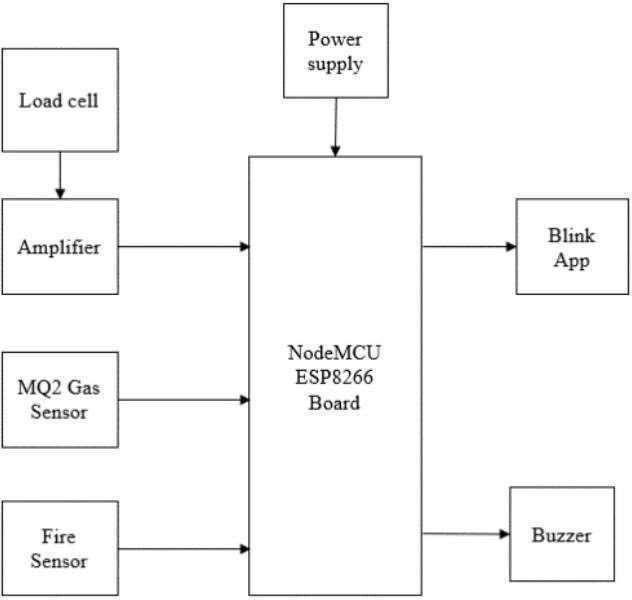 Power
supply
Load cell
Amplifier
Blink
App
NodeMCU
ESP8266
Board
MQ2 Gas
Sensor
Fire
Sensor
Buzzer